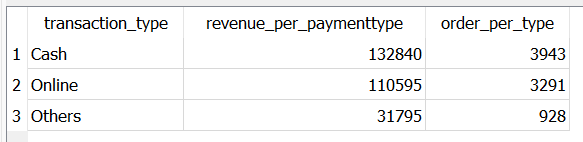 transaction_type revenue_per_paymenttype order_per_type
1 Cash 132840 3943
2 Online 110595 3291
3 Others 31795 928